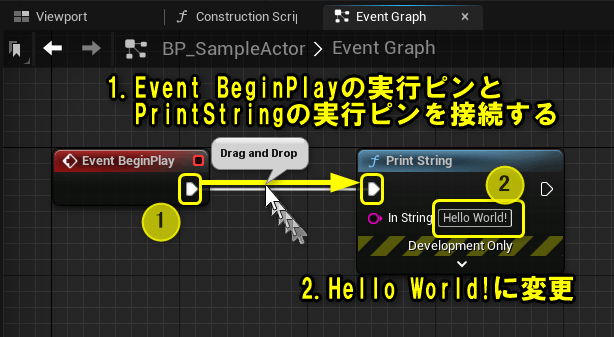 Viewport
Construction Scrip
Event Graph
BP_SampleActor > Event Graph
1.Event BeginPlayの実行ピンと
PrintStringの実行ピンを接続する
Drag and Drop
Event BeginPlay
Print String
1
2
In String Hello World!
Development Only
2.Hello World!に変更